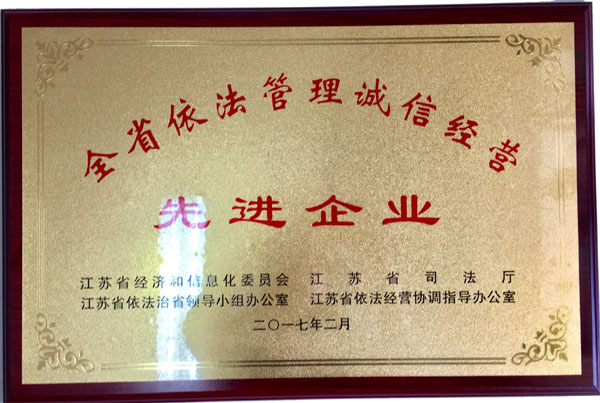 全省依法管理诚信经营
先进企业
江苏省经济和信息化委员会 江苏省司法厅
江苏省依法治省领导小组办公室 江苏省依法经营协调指导办公室
二〇一七年二月